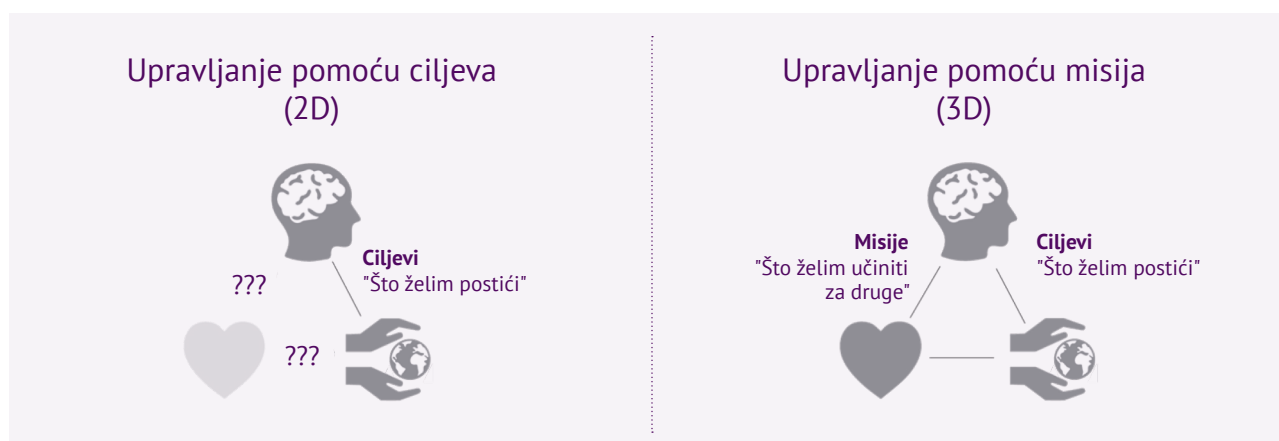 Upravljanje pomoću ciljeva
(2D)
Ciljevi
"Što želim postići"
???
???
Upravljanje pomoću misija
(3D)
Misije
"Što želim učiniti
za druge"
Ciljevi
"Što želim postići"